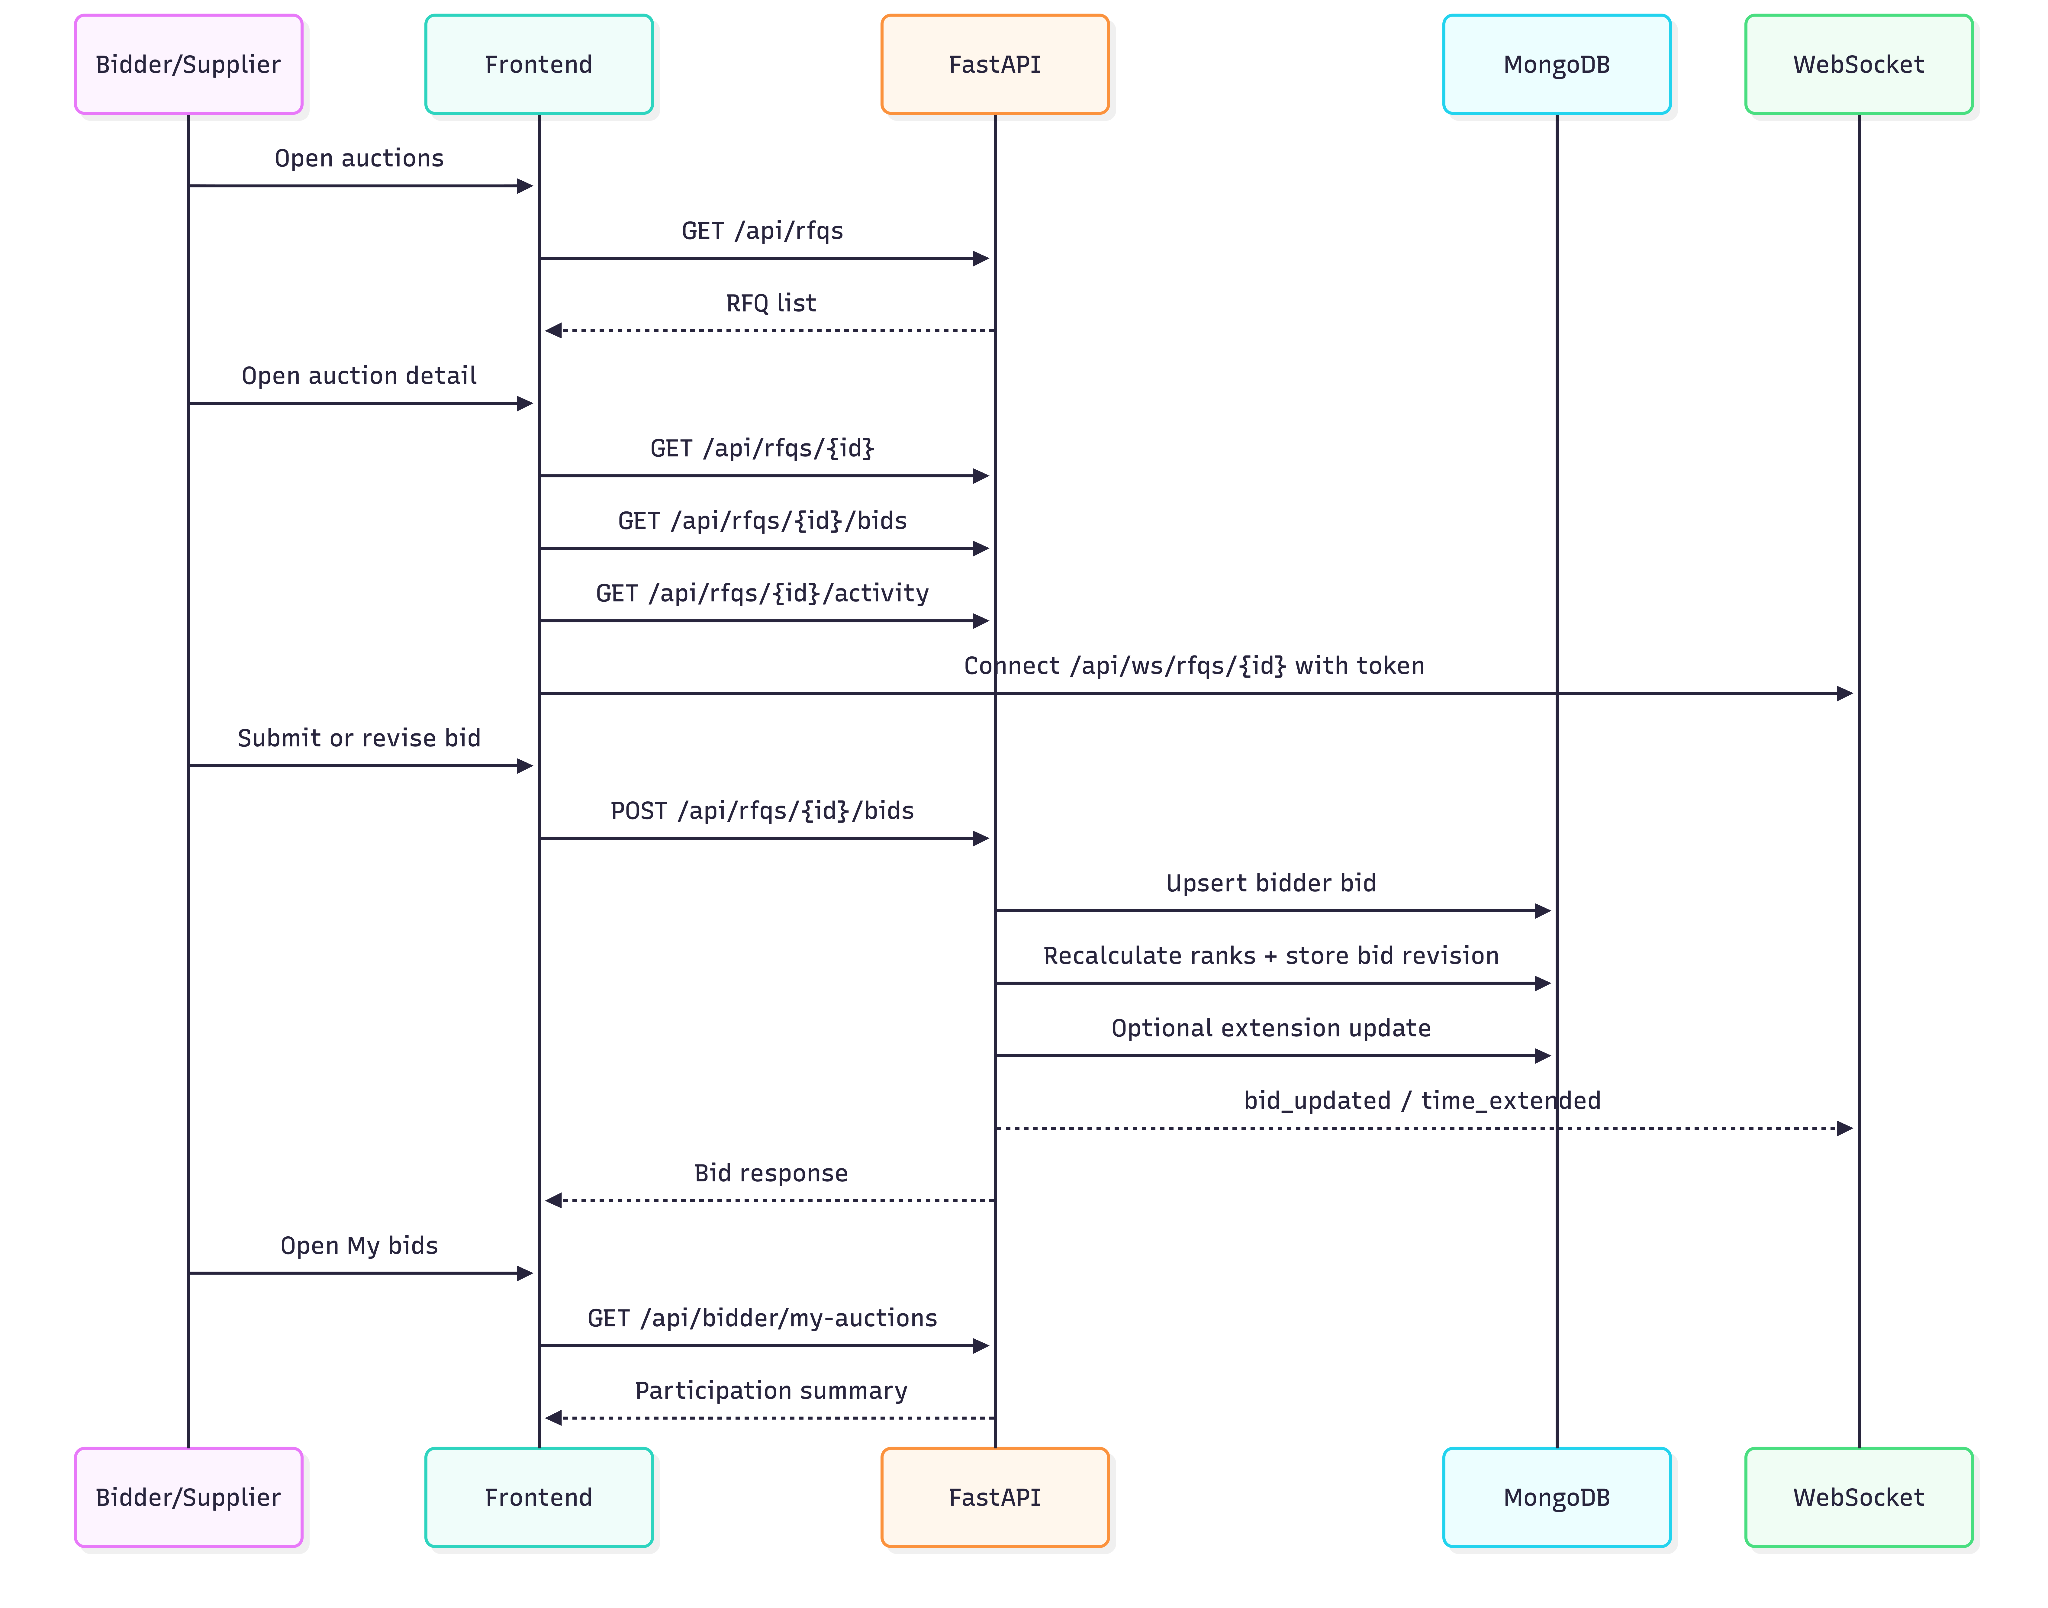 Bidder/Supplier
Frontend
FastAPI
MongoDB
WebSocket
Open auctions
GET /api/rfqs
RFQ list
Open auction detail
GET /api/rfqs/{id}
GET /api/rfqs/{id}/bids
GET /api/rfqs/{id}/activity
Connect /api/ws/rfqs/{id} with token
Submit or revise bid
POST /api/rfqs/{id}/bids
Upsert bidder bid
Recalculate ranks + store bid revision
Optional extension update
bid_updated / time_extended
Bid response
Open My bids
GET /api/bidder/my-auctions
Participation summary
Bidder/Supplier
Frontend
FastAPI
MongoDB
WebSocket